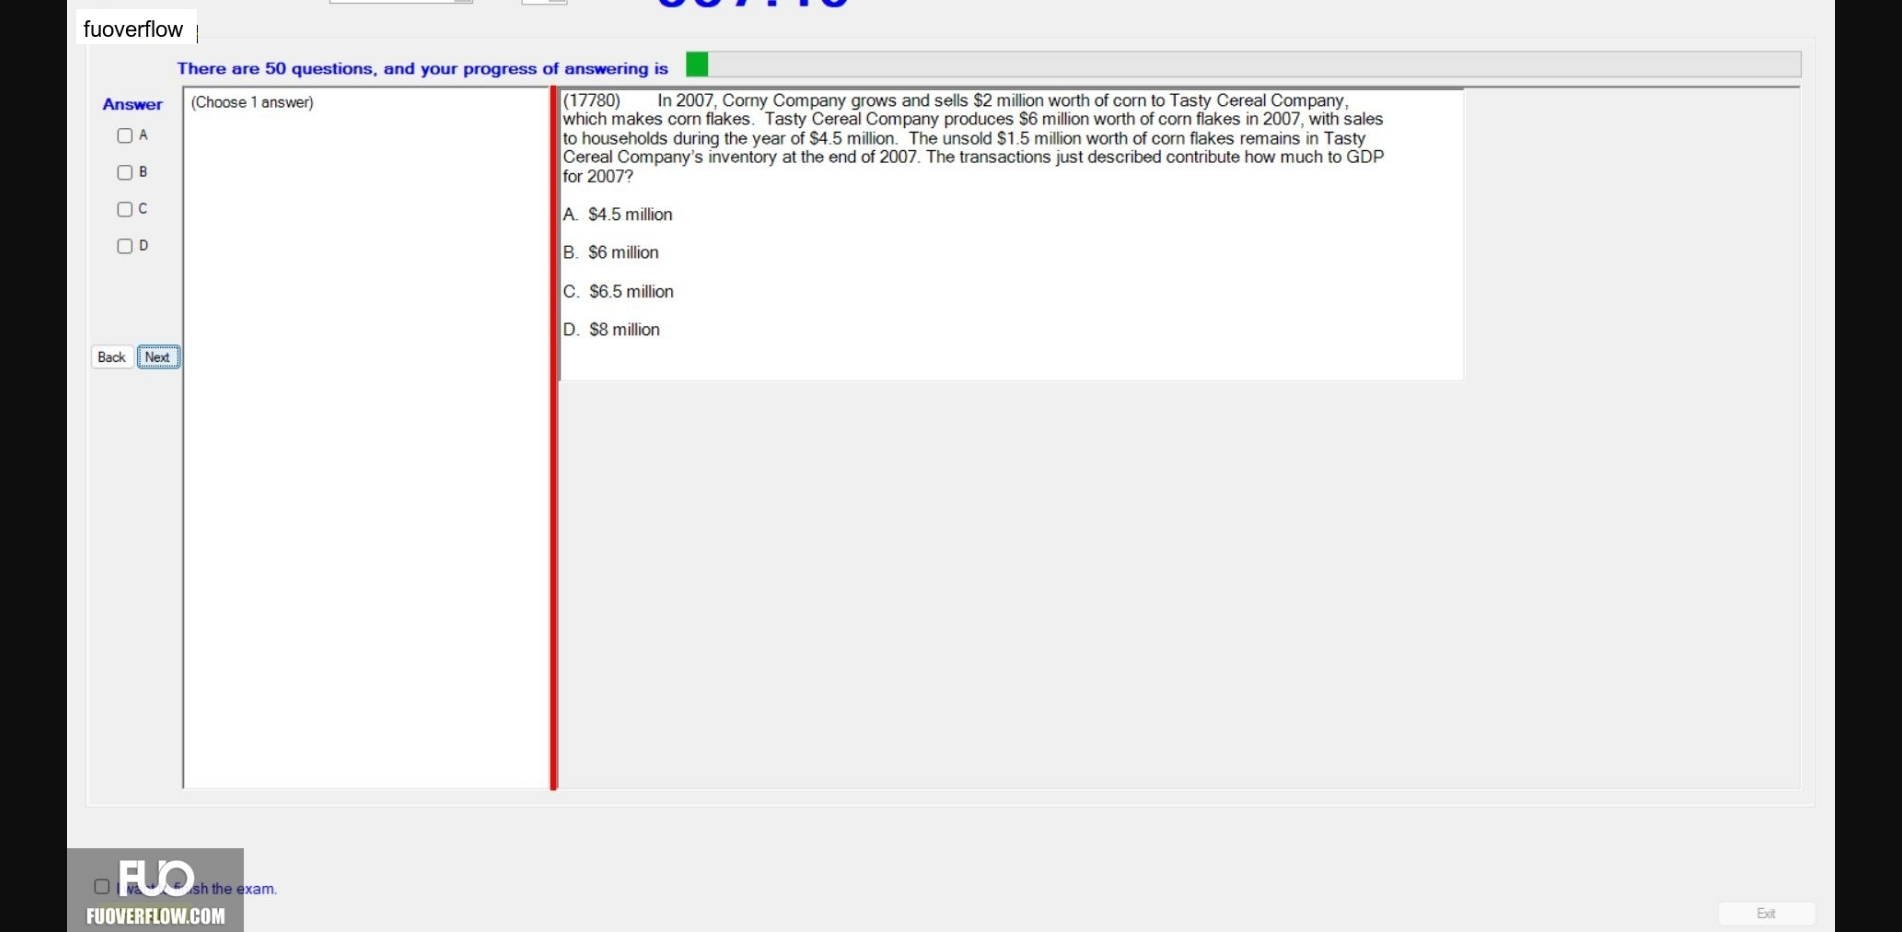 fuoverflow
There are 50 questions, and your progress of answering is
Answer
(Choose 1 answer)
A
B
C
D
Back
Next
(17780) In 2007, Corny Company grows and sells $2 million worth of corn to Tasty Cereal Company,
which makes corn flakes. Tasty Cereal Company produces $6 million worth of corn flakes in 2007, with sales
to households during the year of $4.5 million. The unsold $1.5 million worth of corn flakes remains in Tasty
Cereal Company's inventory at the end of 2007. The transactions just described contribute how much to GDP
for 2007?
A. $4.5 million
B. $6 million
C. $6.5 million
D. $8 million
FUO
the exam.
FUOVERFLOW.COM
Exit